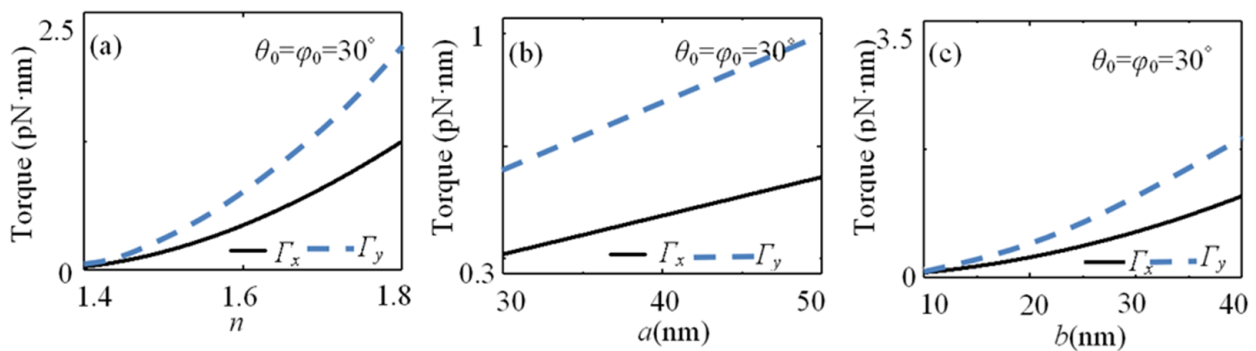 Torque (pN·nm)
2.5
0
(a)
θ₀=φ₀=30°
Γx Γy
1.4 1.6 1.8
n
Torque (pN·nm)
1
0.3
(b)
θ₀=φ₀=30°
Γx Γy
30 40 50
a(nm)
Torque (pN·nm)
3.5
0
(c)
θ₀=φ₀=30°
Γx Γy
10 20 30 40
b(nm)